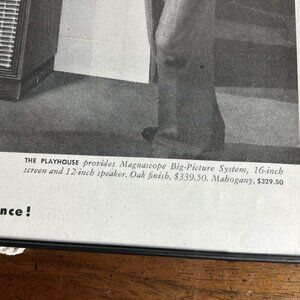 THE PLAYHOUSE provides Magnascope Big-Picture System, 16-inch
screen and 12-inch speaker. Oak finish, $339.50. Mahogany, $329.50
nce!